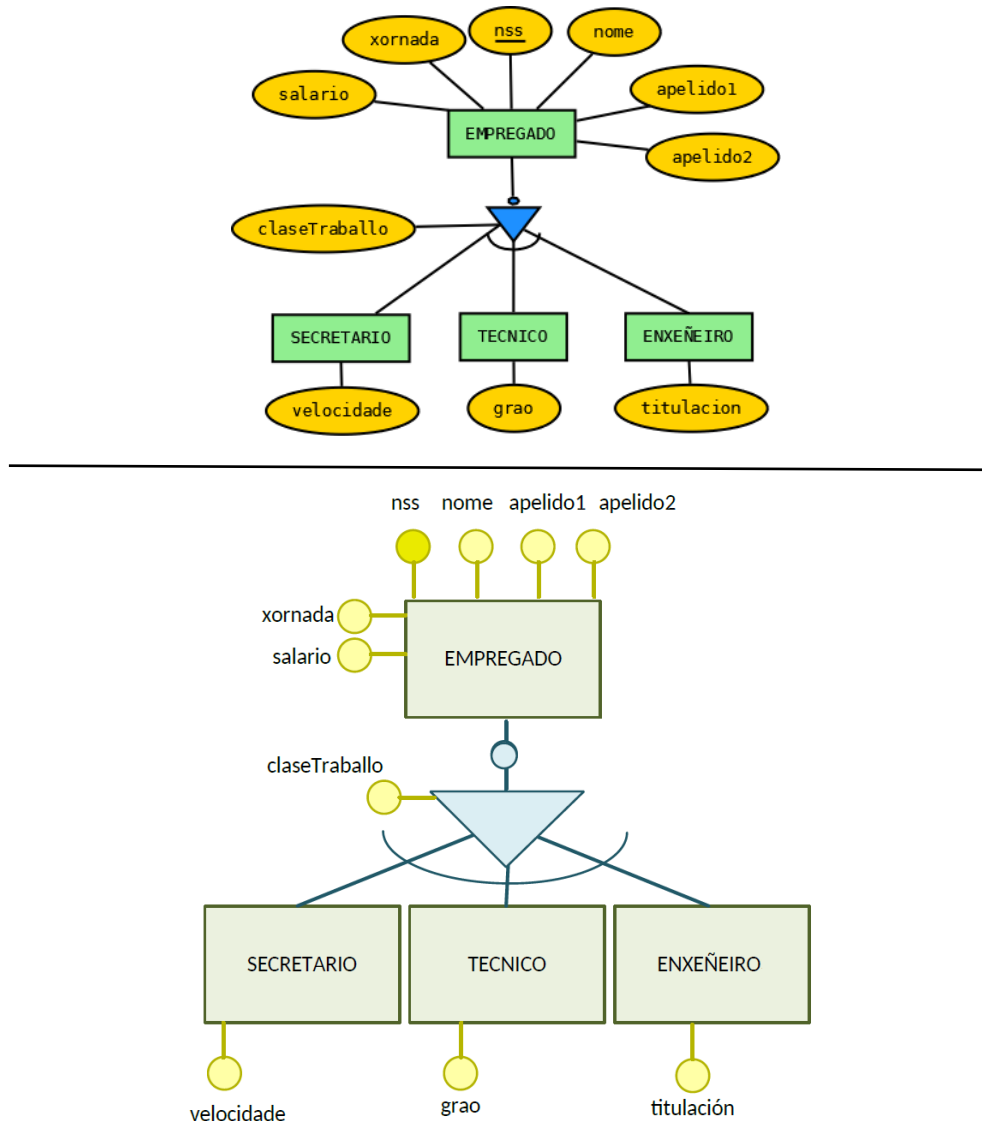 xornada nss nome
salario apelido1
EMPREGADO
apelido2
claseTraballo
SECRETARIO TECNICO ENXEÑEIRO
velocidade grao titulacion
nss nome apelido1 apelido2
xornada
salario EMPREGADO
claseTraballo
SECRETARIO TECNICO ENXEÑEIRO
velocidade grao titulación